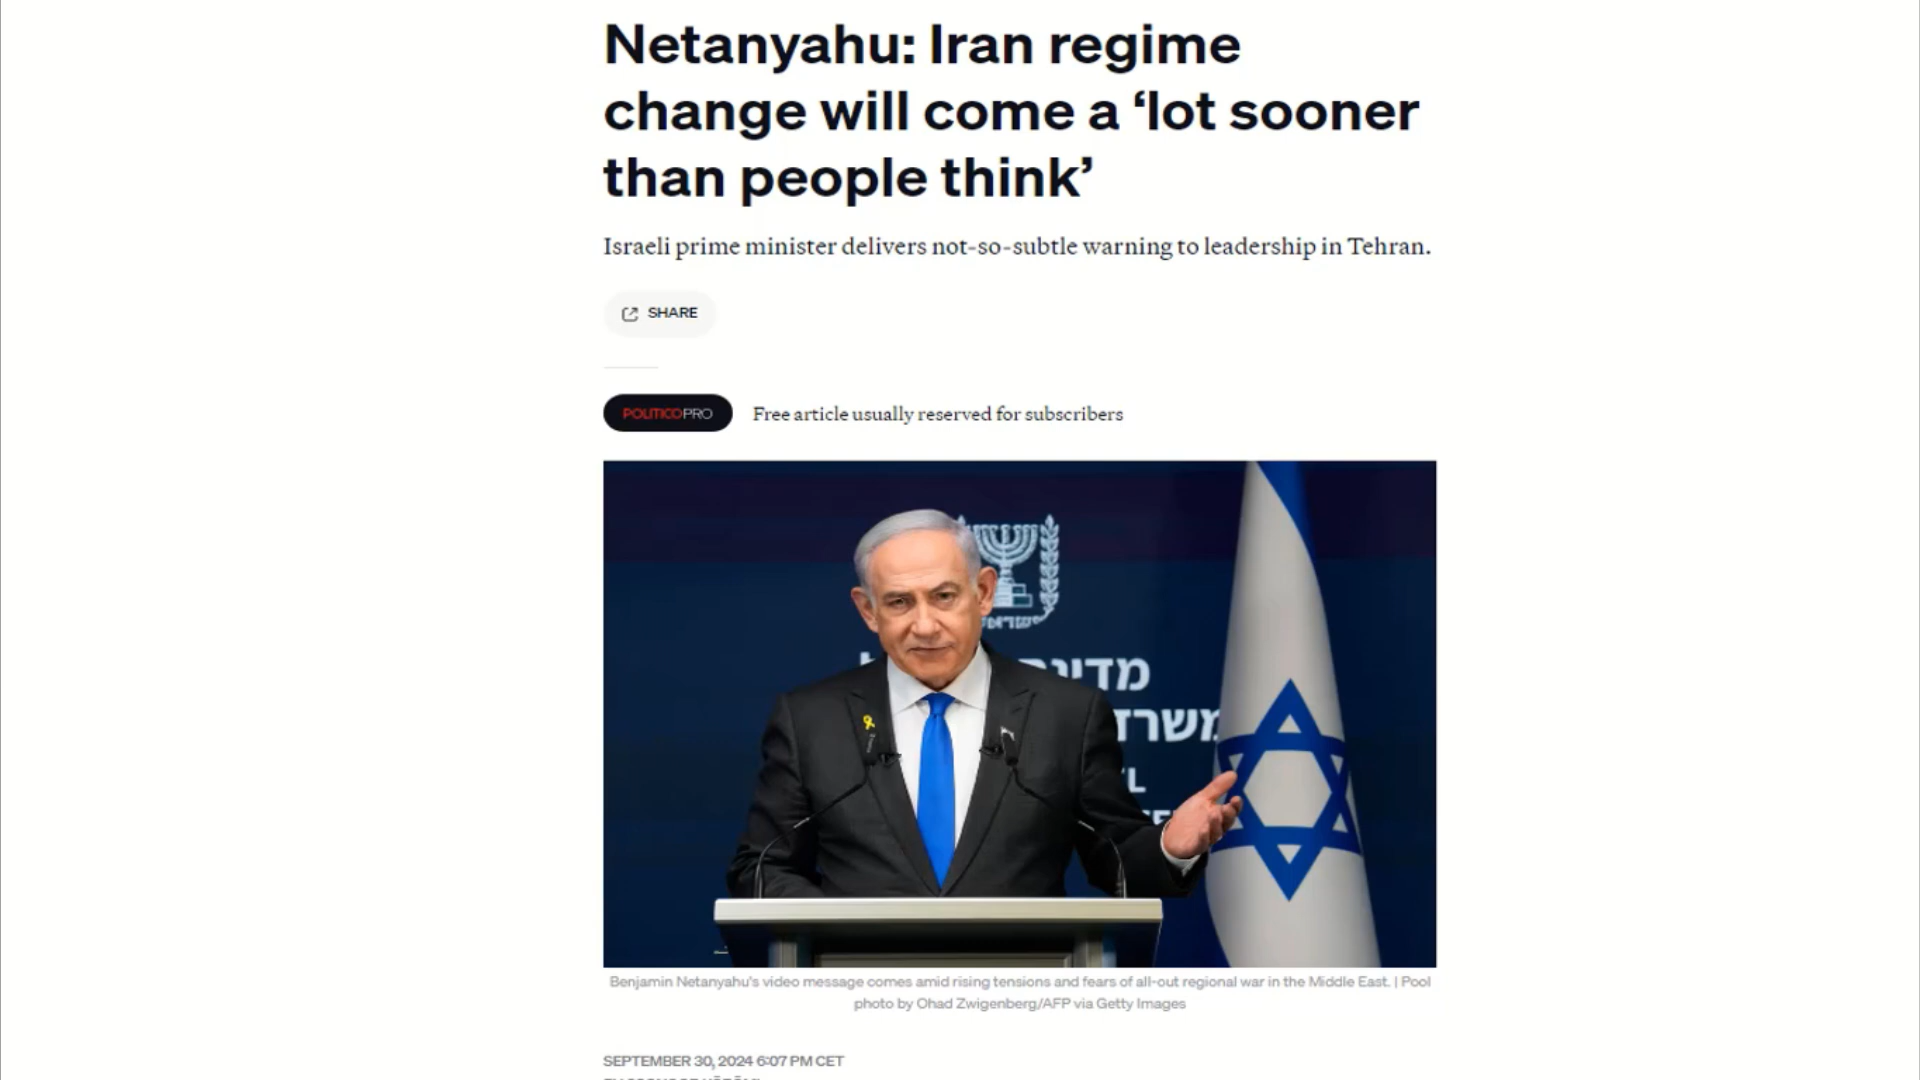 Netanyahu: Iran regime
change will come a ‘lot sooner
than people think’
Israeli prime minister delivers not-so-subtle warning to leadership in Tehran.
SHARE
POLITICOPRO Free article usually reserved for subscribers
מדינת
משרד
Benjamin Netanyahu's video message comes amid rising tensions and fears of all-out regional war in the Middle East. | Pool
photo by Ohad Zwigenberg/AFP via Getty Images
SEPTEMBER 30, 2024 6:07 PM CET